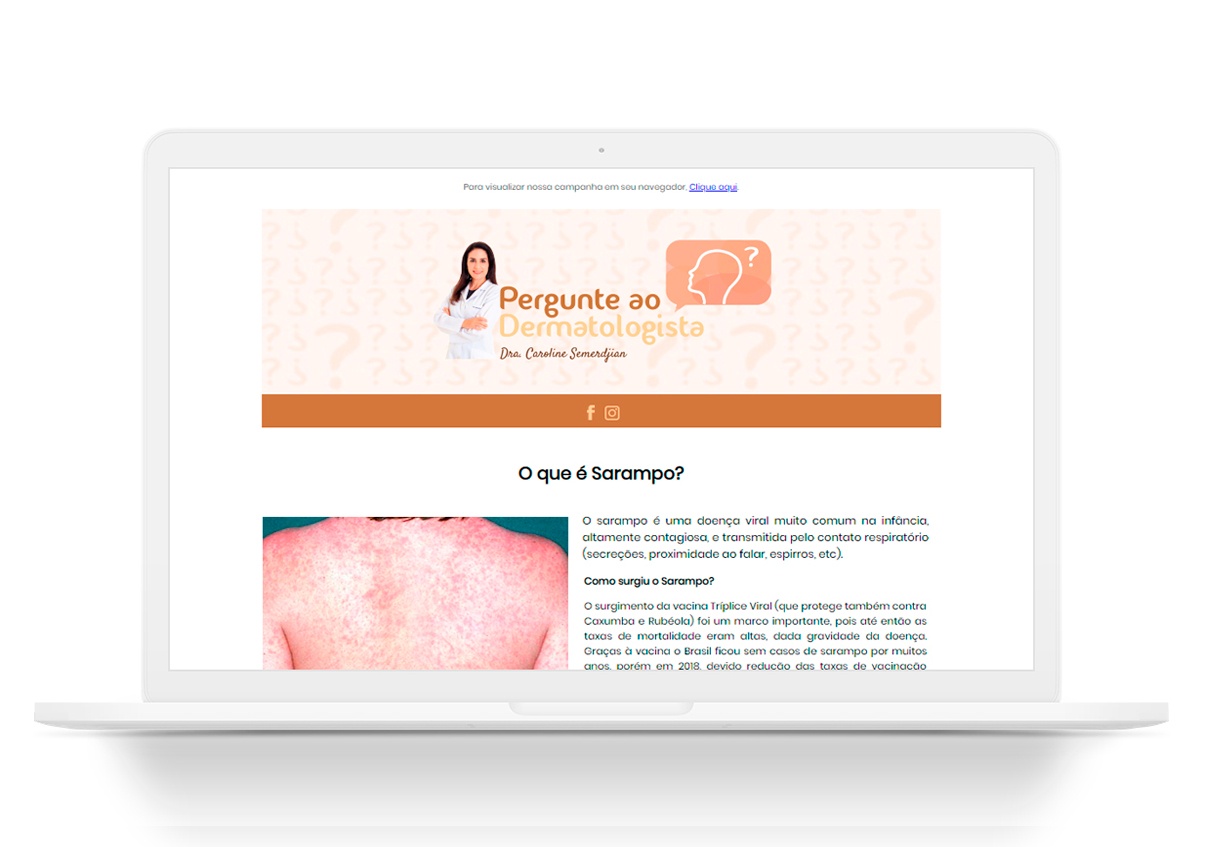 Para visualizar nossa campanha em seu navegador, Clique aqui.
Pergunte ao
Dermatologista
Dra. Caroline Semerdjian
O que é Sarampo?
O sarampo é uma doença viral muito comum na infância,
altamente contagiosa, e transmitida pelo contato respiratório
(secreções, proximidade ao falar, espirros, etc).
Como surgiu o Sarampo?
O surgimento da vacina Tríplice Viral (que protege também contra
Caxumba e Rubéola) foi um marco importante, pois até então as
taxas de mortalidade eram altas, dada gravidade da doença.
Graças à vacina o Brasil ficou sem casos de sarampo por muitos
anos, porém em 2018, devido redução das taxas de vacinação